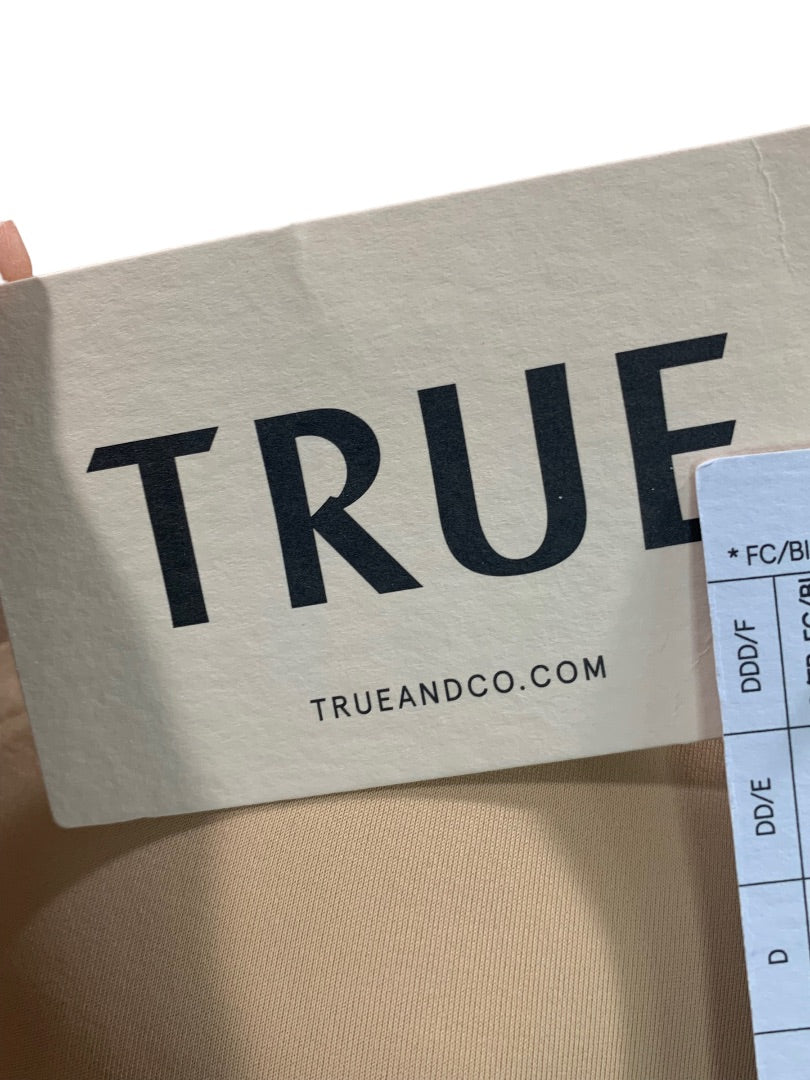 TRUE
TRUEANDCO.COM
* FC/BI
DDD/F
DD/E
D